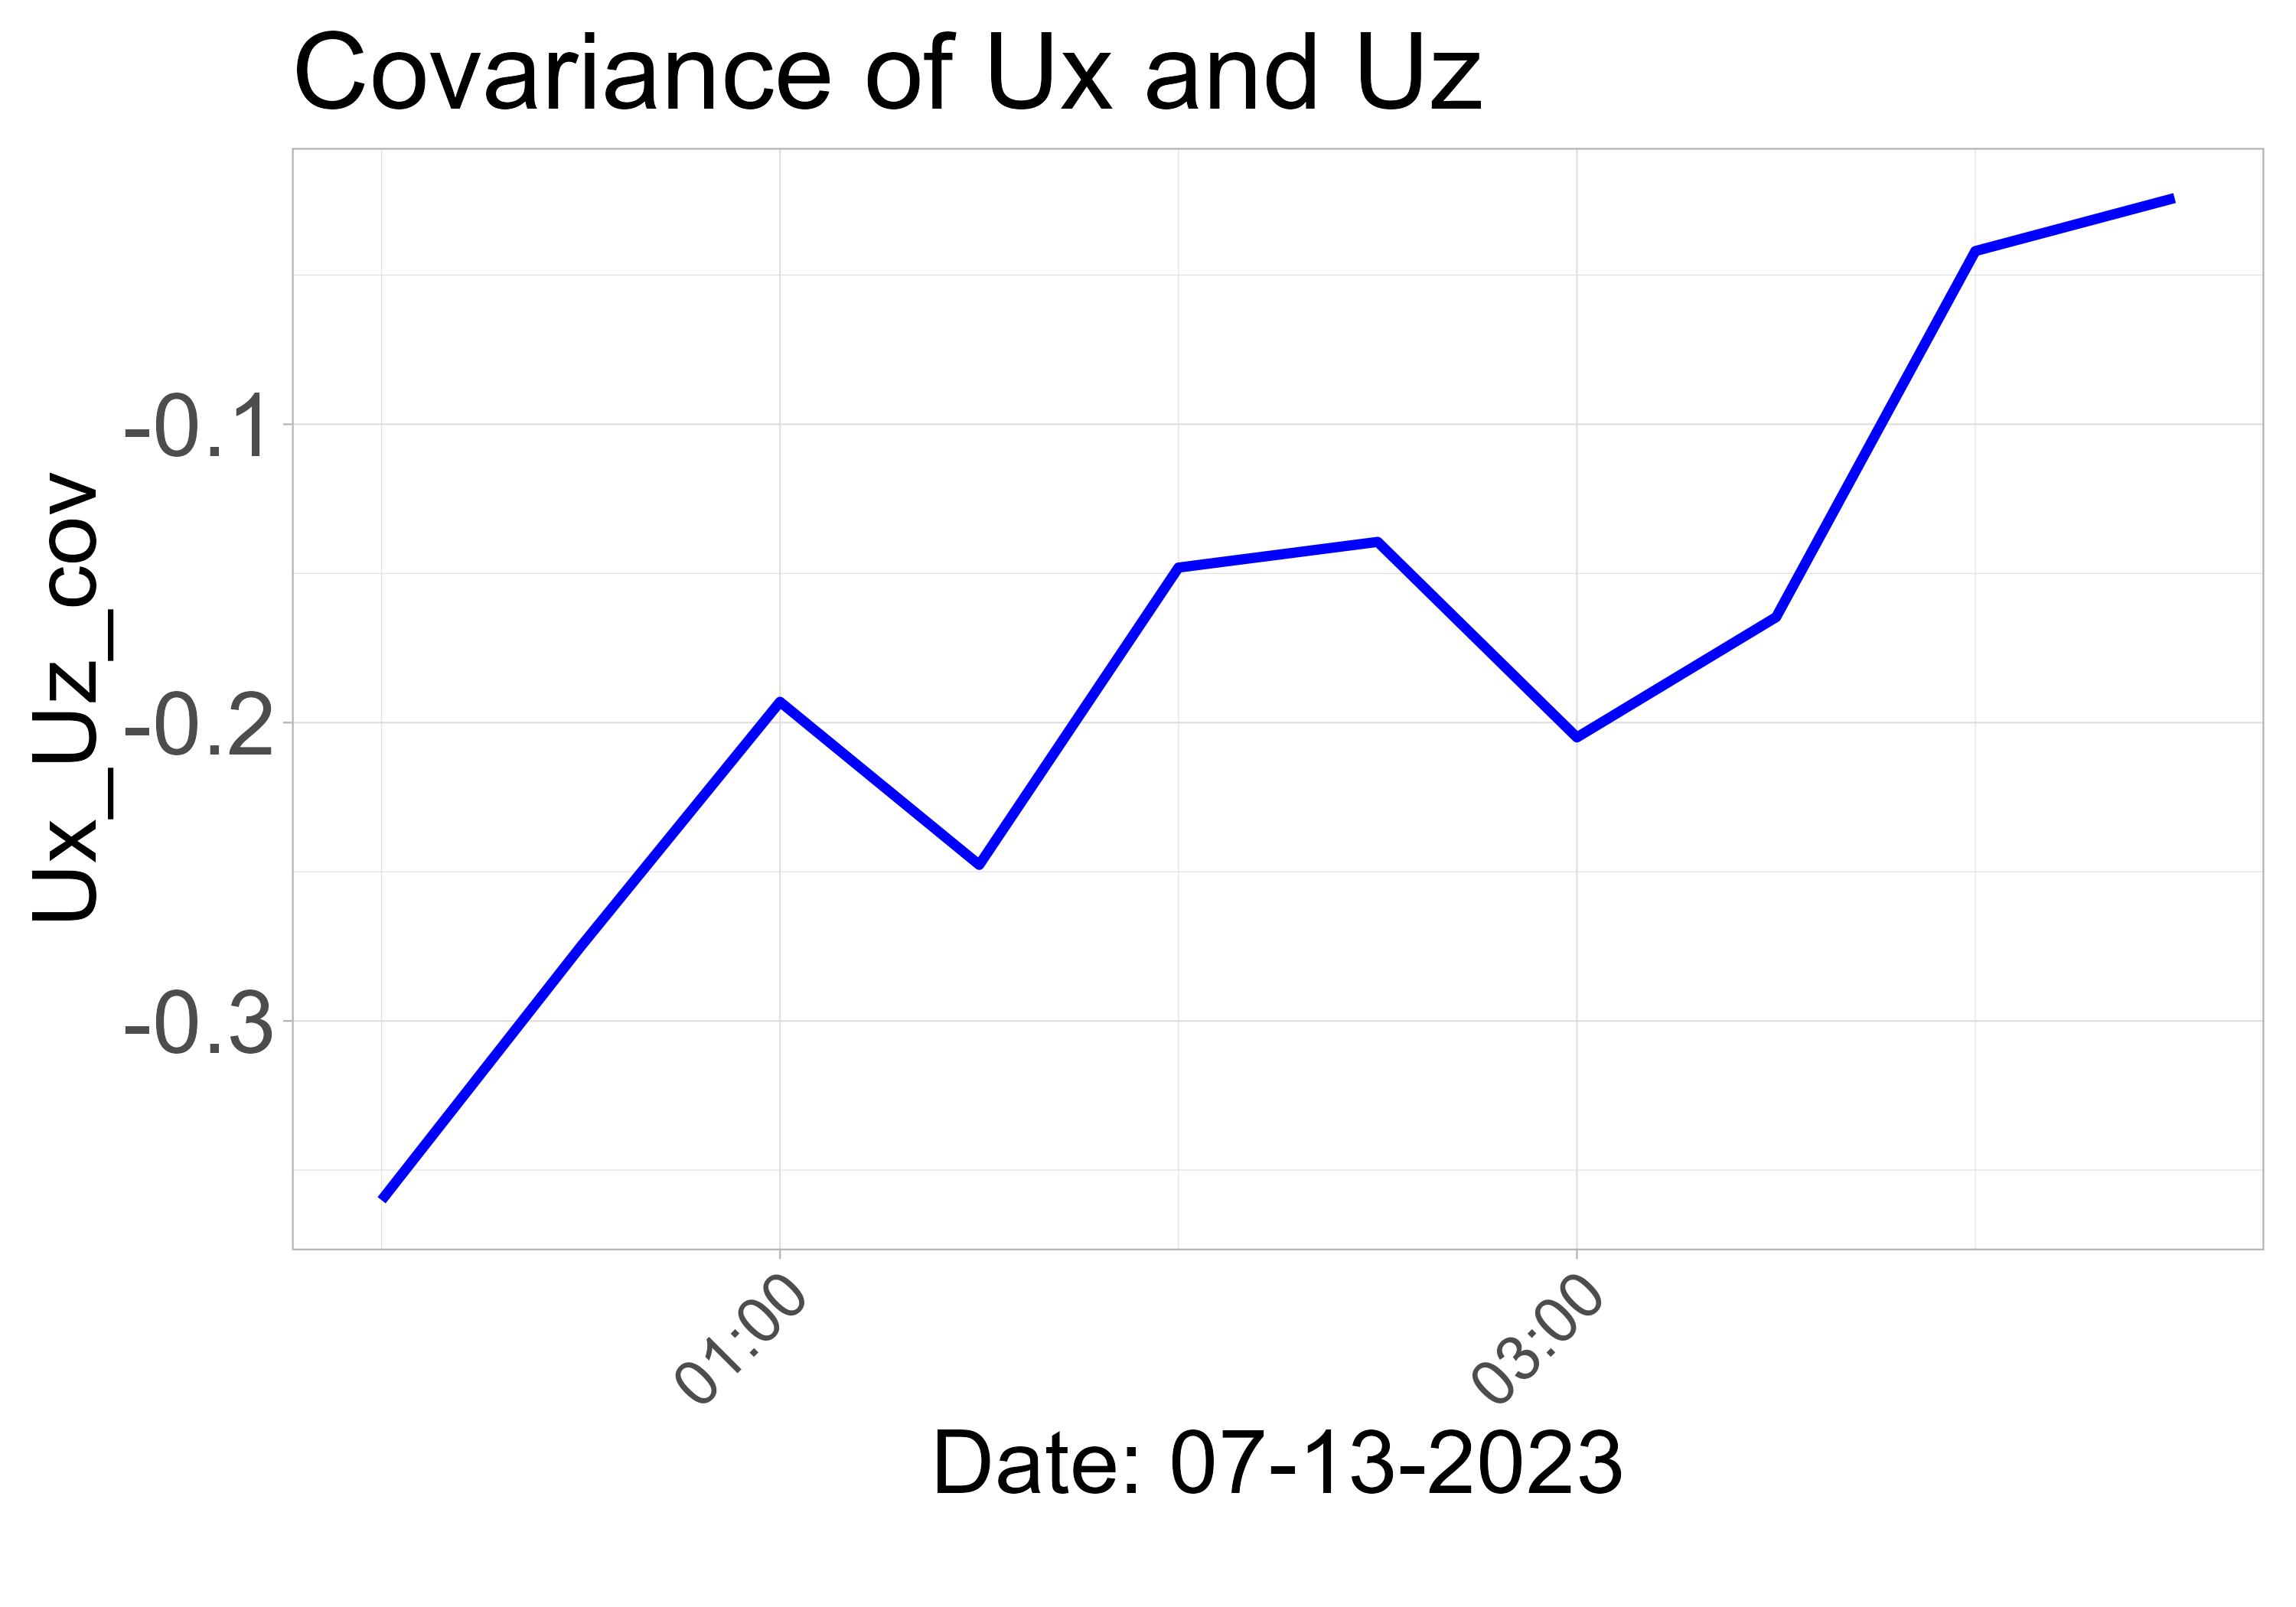 Covariance of Ux and Uz
Ux_Uz_cov
-0.1
-0.2
-0.3
01:00
03:00
Date: 07-13-2023